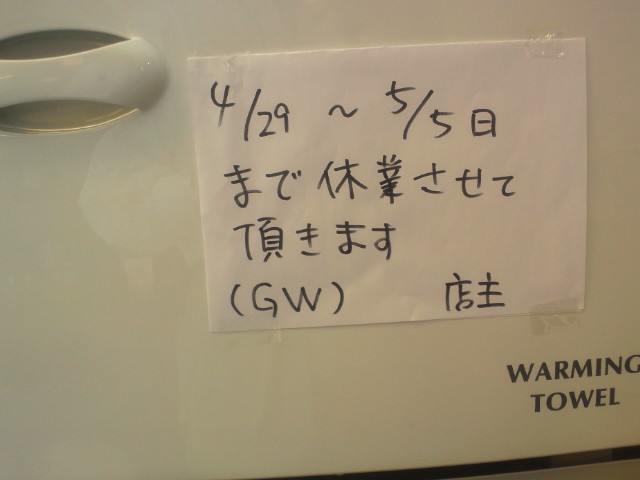 4/29 ～ 5/5日
まで休業させて
頂きます
(GW) 店主
WARMING
TOWEL